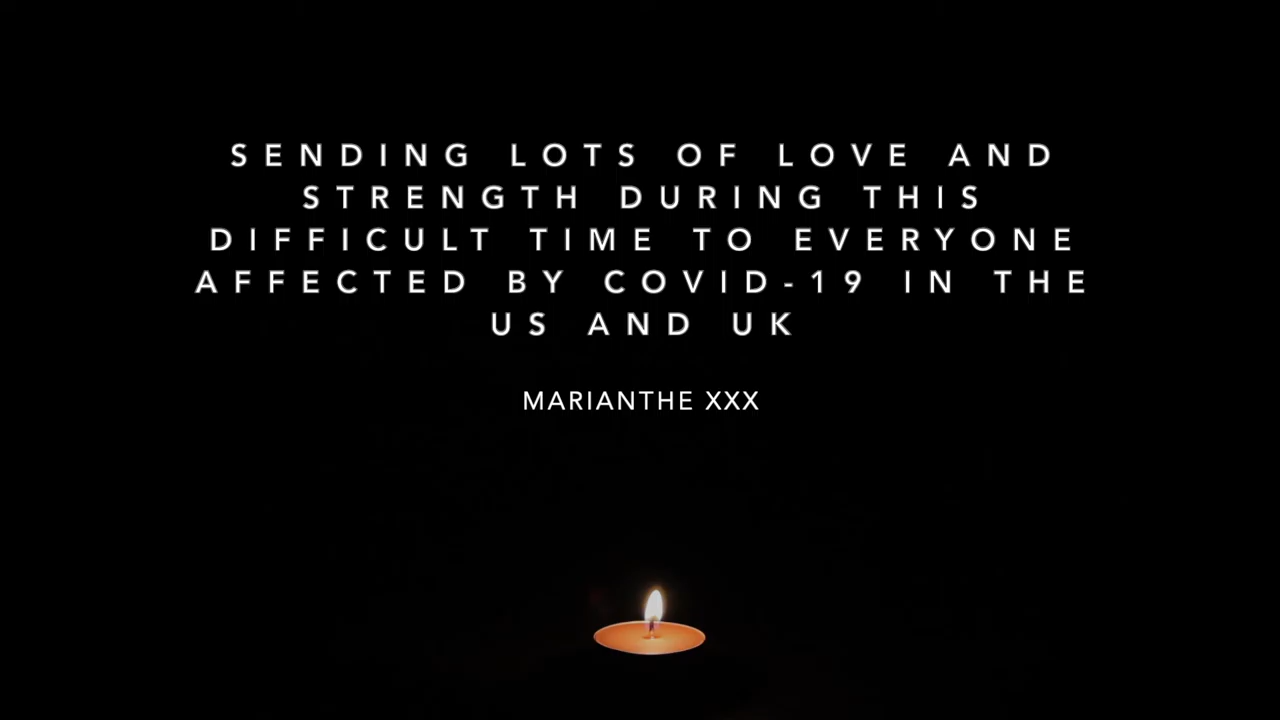 SENDING LOTS OF LOVE AND
STRENGTH DURING THIS
DIFFICULT TIME TO EVERYONE
AFFECTED BY COVID-19 IN THE
US AND UK
MARIANTHE XXX